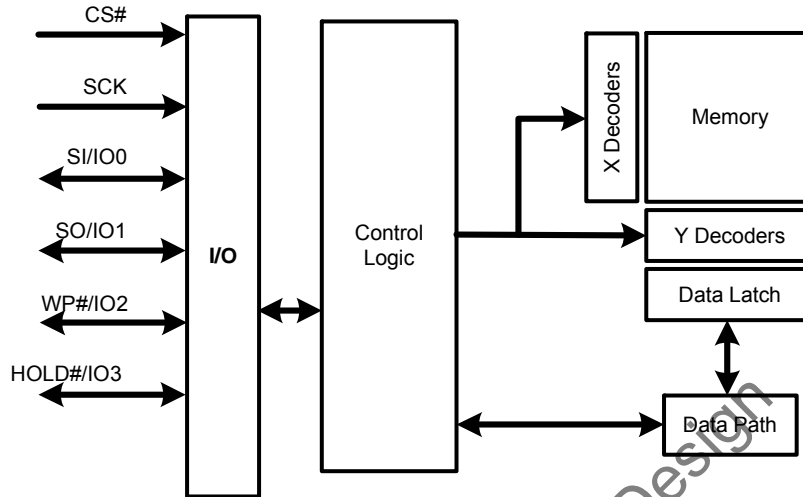 CS#
SCK
SI/IO0
SO/IO1
WP#/IO2
HOLD#/IO3
I/O
Control
Logic
X Decoders
Memory
Y Decoders
Data Latch
Data Path
Design